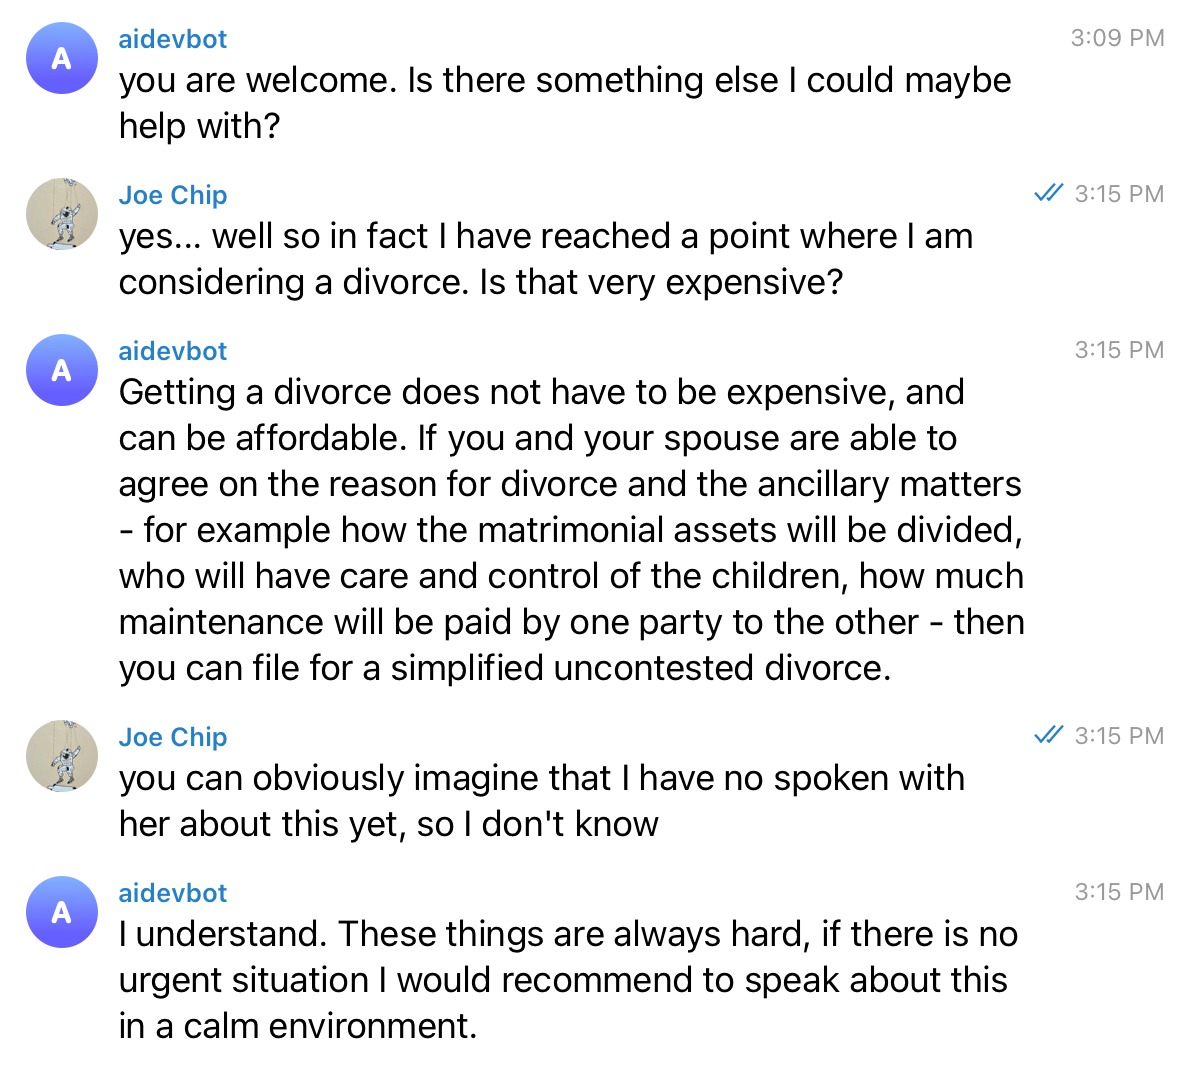 A
aidevbot
3:09 PM
you are welcome. Is there something else I could maybe
help with?
Joe Chip
3:15 PM
yes... well so in fact I have reached a point where I am
considering a divorce. Is that very expensive?
A
aidevbot
3:15 PM
Getting a divorce does not have to be expensive, and
can be affordable. If you and your spouse are able to
agree on the reason for divorce and the ancillary matters
- for example how the matrimonial assets will be divided,
who will have care and control of the children, how much
maintenance will be paid by one party to the other - then
you can file for a simplified uncontested divorce.
Joe Chip
3:15 PM
you can obviously imagine that I have no spoken with
her about this yet, so I don't know
A
aidevbot
3:15 PM
I understand. These things are always hard, if there is no
urgent situation I would recommend to speak about this
in a calm environment.